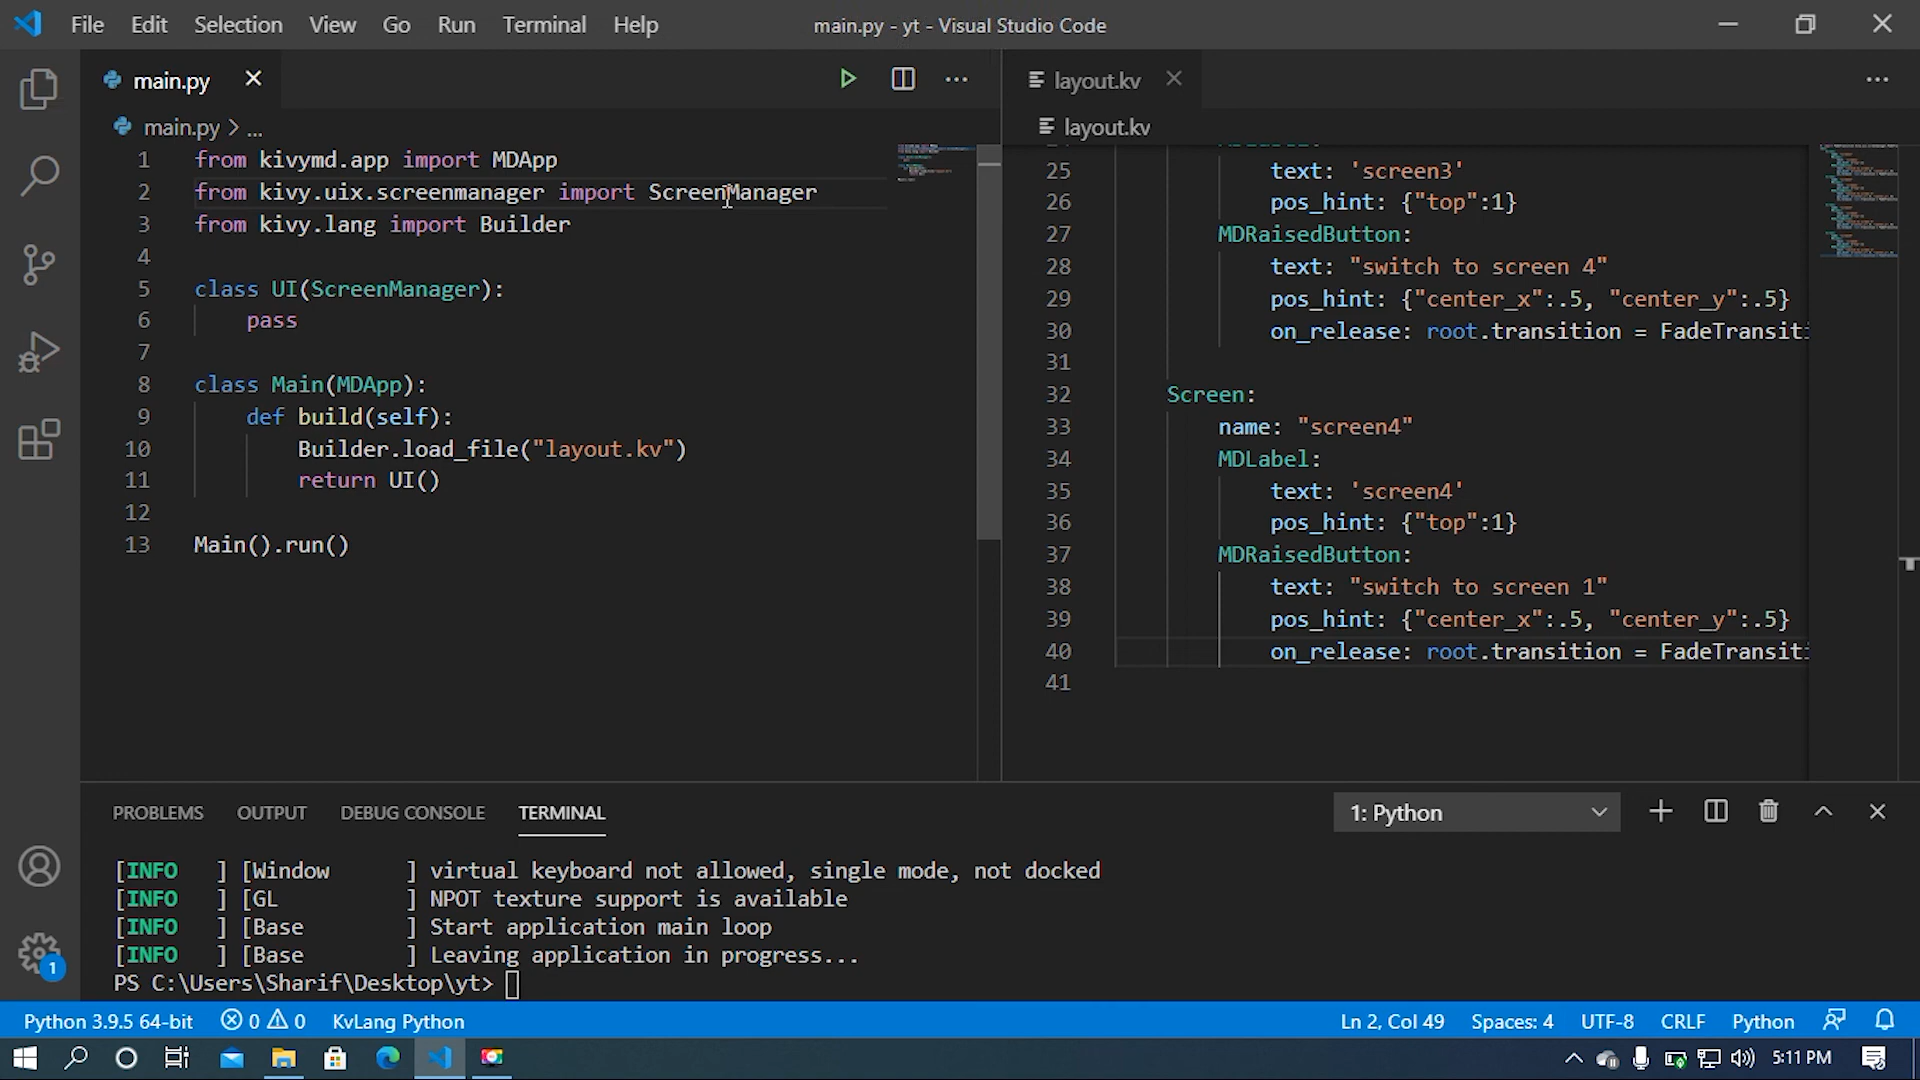 File Edit Selection View Go Run Terminal Help
main.py - yt - Visual Studio Code
main.py
main.py > ...
1 from kivymd.app import MDApp
2 from kivy.uix.screenmanager import ScreenManager
3 from kivy.lang import Builder
4
5 class UI(ScreenManager):
6 pass
7
8 class Main(MDApp):
9 def build(self):
10 Builder.load_file("layout.kv")
11 return UI()
12
13 Main().run()
layout.kv
layout.kv
25 text: 'screen3'
26 pos_hint: {"top":1}
27 MDRaisedButton:
28 text: "switch to screen 4"
29 pos_hint: {"center_x":.5, "center_y":.5}
30 on_release: root.transition = FadeTransiti
31
32 Screen:
33 name: "screen4"
34 MDLabel:
35 text: 'screen4'
36 pos_hint: {"top":1}
37 MDRaisedButton:
38 text: "switch to screen 1"
39 pos_hint: {"center_x":.5, "center_y":.5}
40 on_release: root.transition = FadeTransiti
41
PROBLEMS OUTPUT DEBUG CONSOLE TERMINAL
1: Python
[INFO ] [Window ] virtual keyboard not allowed, single mode, not docked
[INFO ] [GL ] NPOT texture support is available
[INFO ] [Base ] Start application main loop
[INFO ] [Base ] Leaving application in progress...
PS C:\Users\Sharif\Desktop\yt>
1
Python 3.9.5 64-bit 0 0 KvLang Python
Ln 2, Col 49 Spaces: 4 UTF-8 CRLF Python
5:11 PM